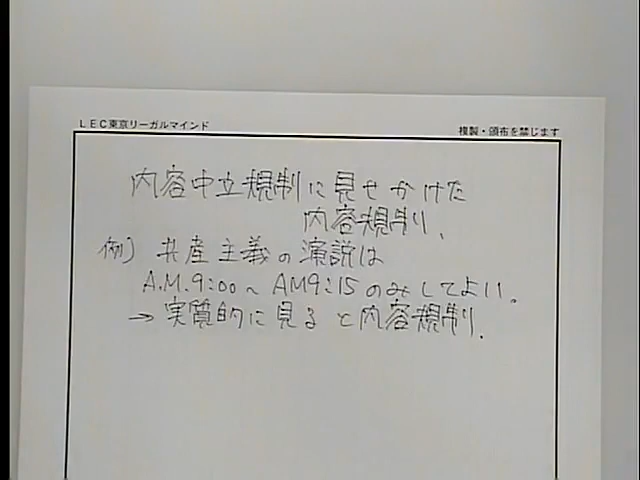 LEC東京リーガルマインド
複製・頒布を禁じます
内容中立規制に見せかけた
内容規制、
例) 共産主義の演説は
A.M.9:00～AM9:15のみしてよい。
→実質的に見ると内容規制.